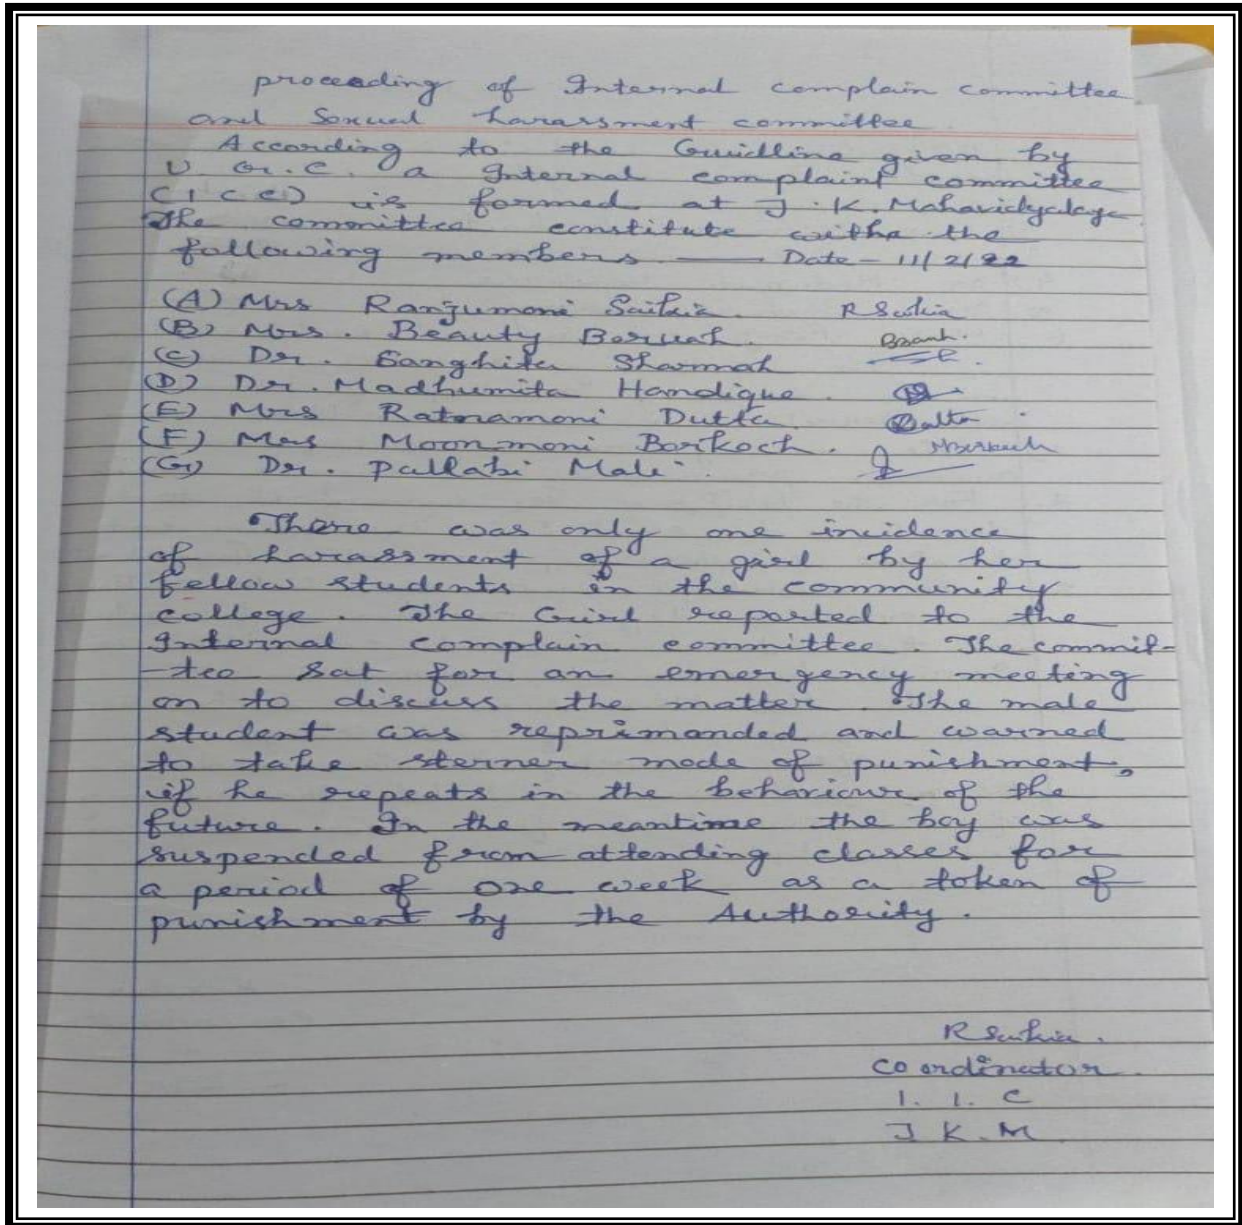 proceeding of Internal complain committee
and Sexual harassment committee
According to the Guidline given by
U. G. C. a Internal complaint committee
(I C C) is formed at J. K. Mahavidyalaya
The committee constitute withe the
following members — Date - 11/2/22
(A) Mrs Ranjumoni Saikia. R Saikia
(B) Mrs. Beauty Boruah.
(C) Dr. Sanghita Sharmah
(D) Dr. Madhumita Handique.
(E) Mrs Ratnamoni Dutta. Dutta
(F) Mrs Moonmoni Borkoch.
(G) Dr. Pallabi Mali.
There was only one incidence
of harassment of a girl by her
fellow students in the community
college. The Girl reported to the
Internal complain committee. The commit-
-tee sat for an emergency meeting
on to discuss the matter. The male
student was reprimanded and warned
to take sterner mode of punishment,
if he repeats in the behaviour of the
future. In the meantime the boy was
suspended from attending classes for
a period of one week as a token of
punishment by the Authority.
R Saikia.
Coordinator
I. I. C
J K. M